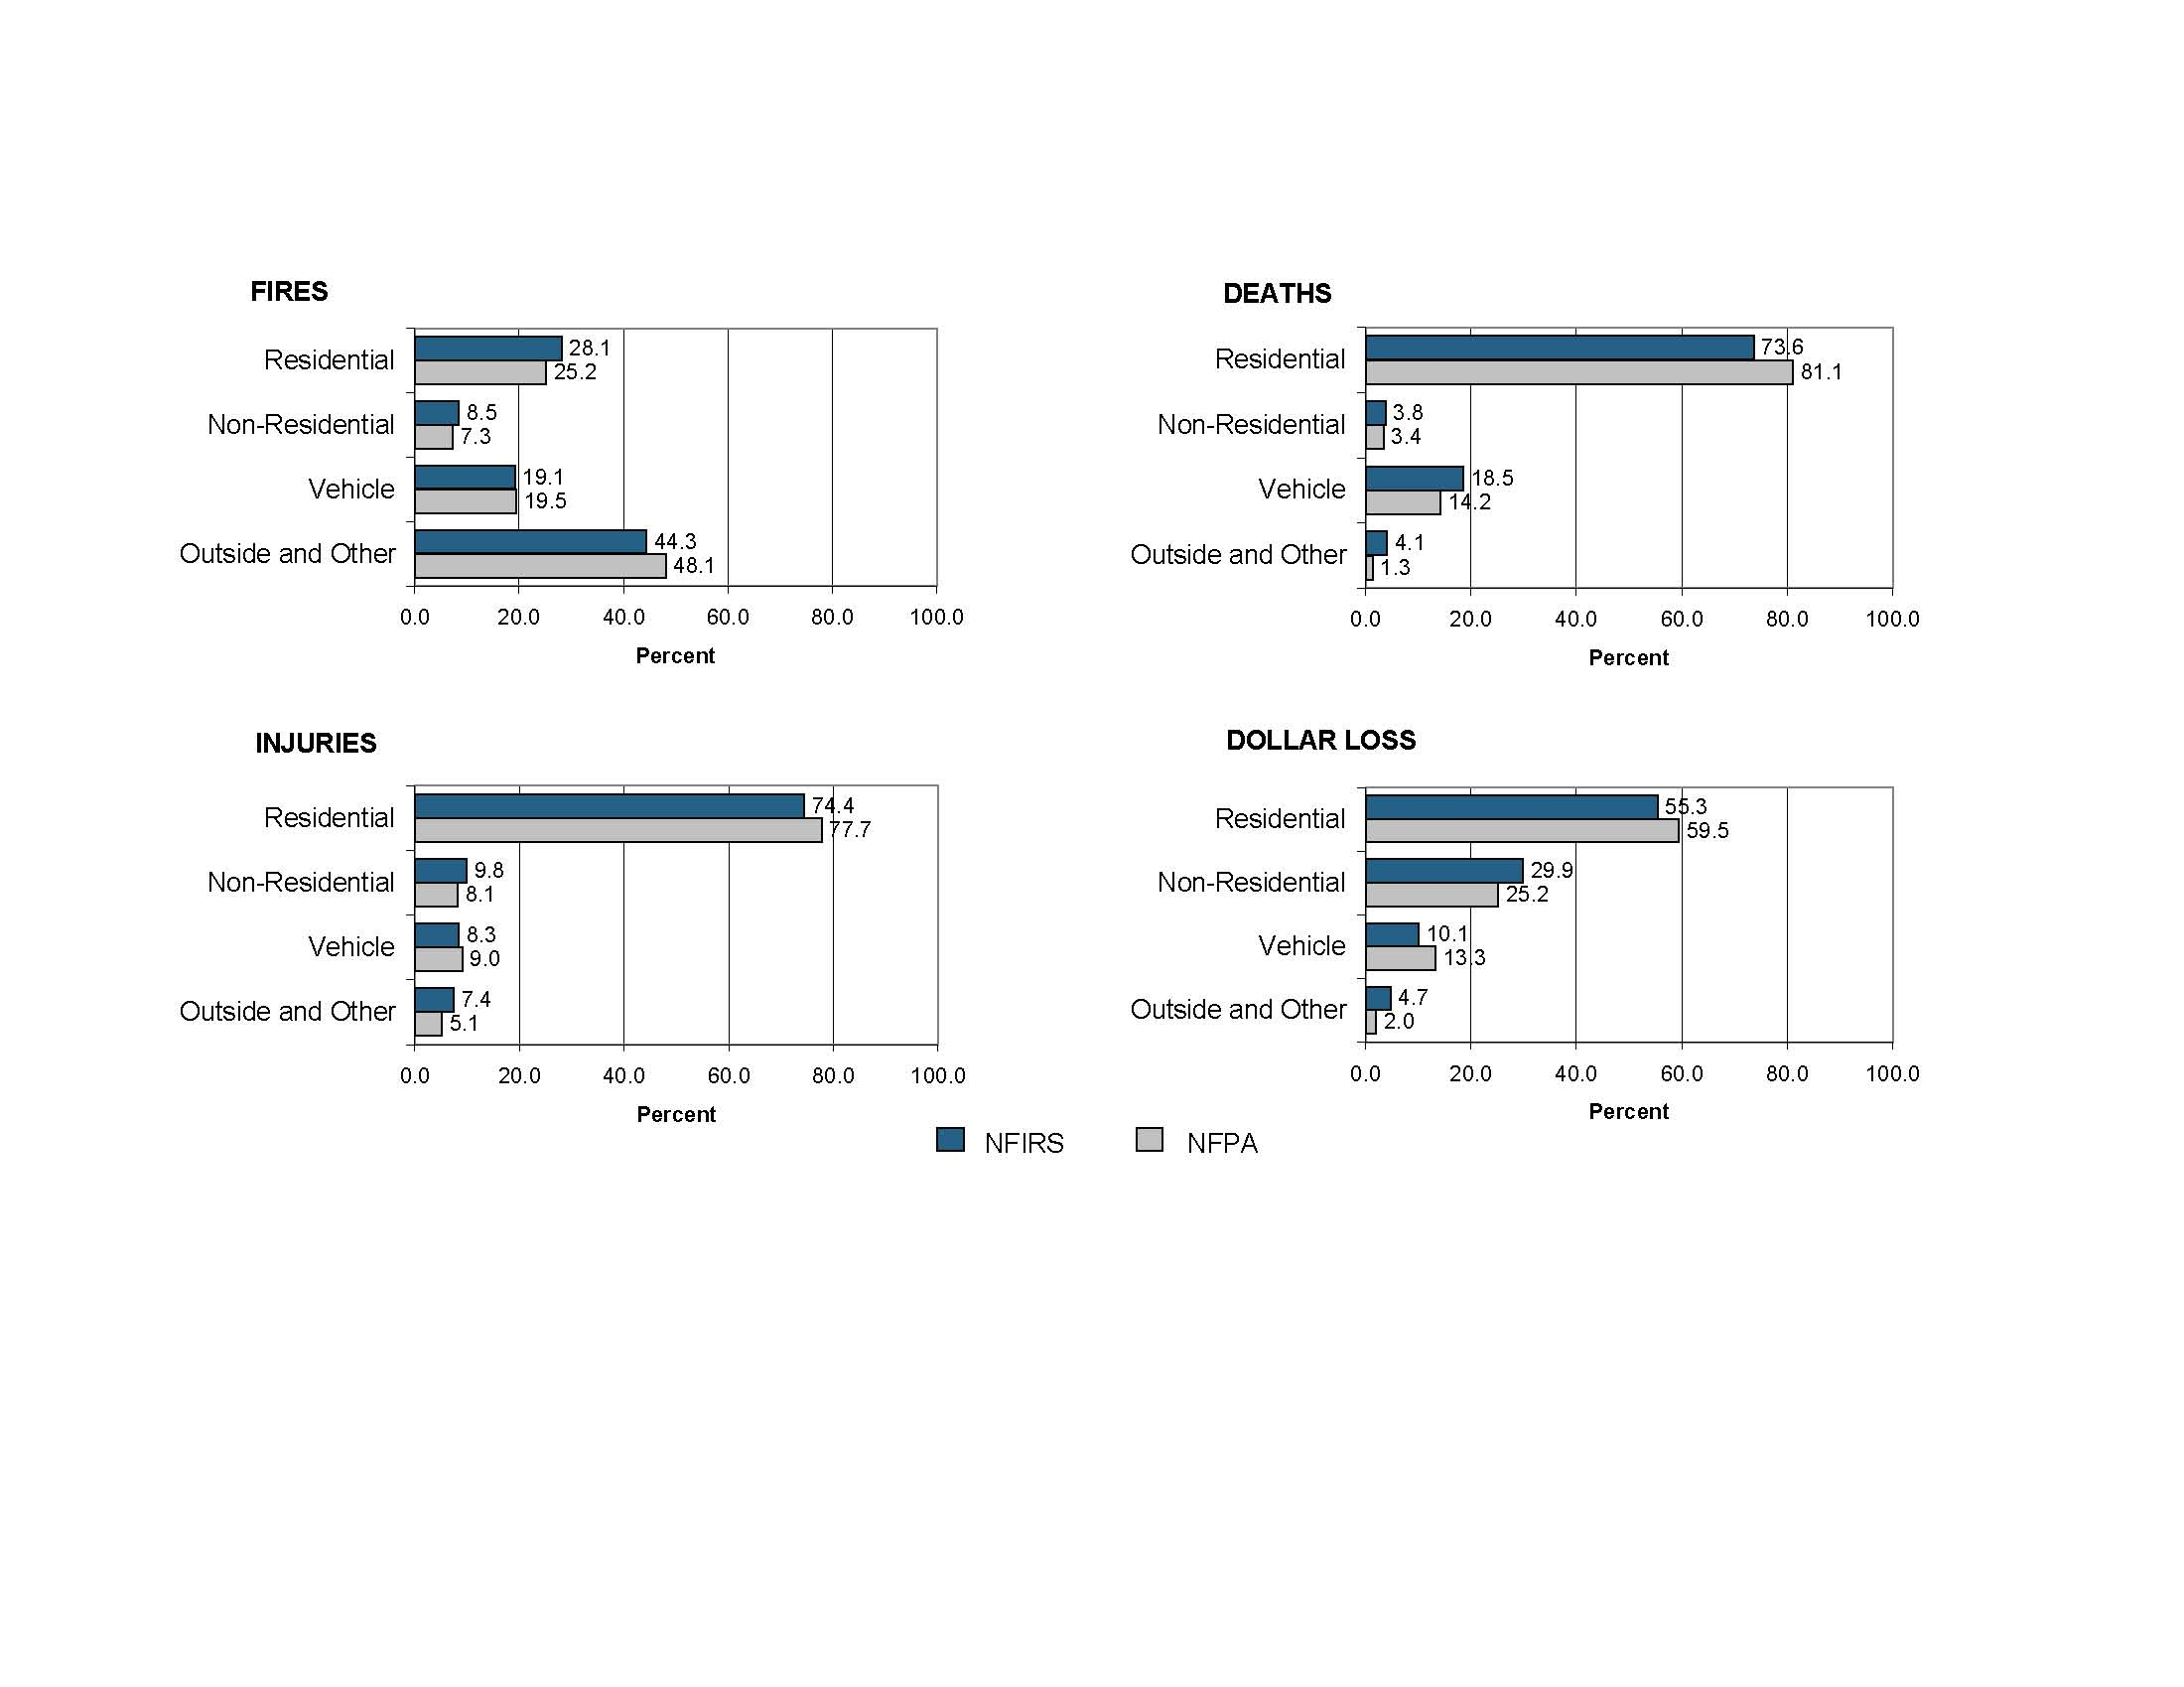 FIRES
Residential
28.1
25.2
Non-Residential
8.5
7.3
Vehicle
19.1
19.5
Outside and Other
44.3
48.1
0.0 20.0 40.0 60.0 80.0 100.0
Percent
DEATHS
Residential
73.6
81.1
Non-Residential
3.8
3.4
Vehicle
18.5
14.2
Outside and Other
4.1
1.3
0.0 20.0 40.0 60.0 80.0 100.0
Percent
INJURIES
Residential
74.4
77.7
Non-Residential
9.8
8.1
Vehicle
8.3
9.0
Outside and Other
7.4
5.1
0.0 20.0 40.0 60.0 80.0 100.0
Percent
DOLLAR LOSS
Residential
55.3
59.5
Non-Residential
29.9
25.2
Vehicle
10.1
13.3
Outside and Other
4.7
2.0
0.0 20.0 40.0 60.0 80.0 100.0
Percent
NFIRS NFPA